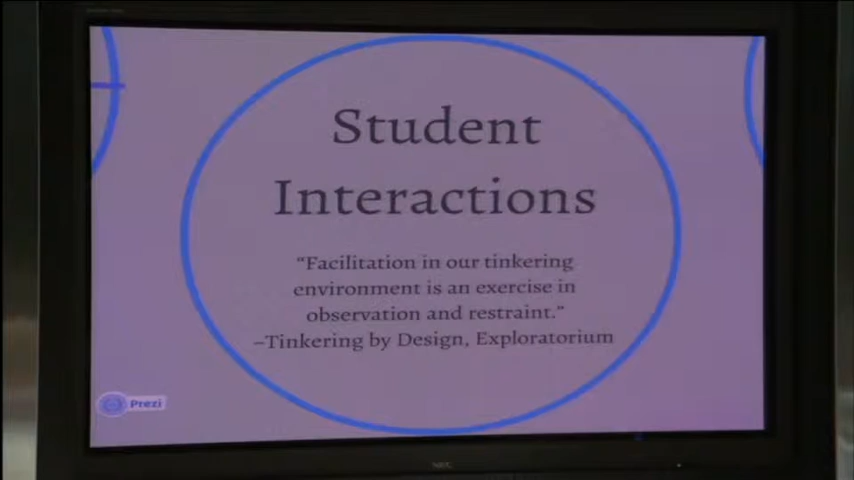 Student
Interactions
“Facilitation in our tinkering
environment is an exercise in
observation and restraint.”
–Tinkering by Design, Exploratorium
Prezi
NEC